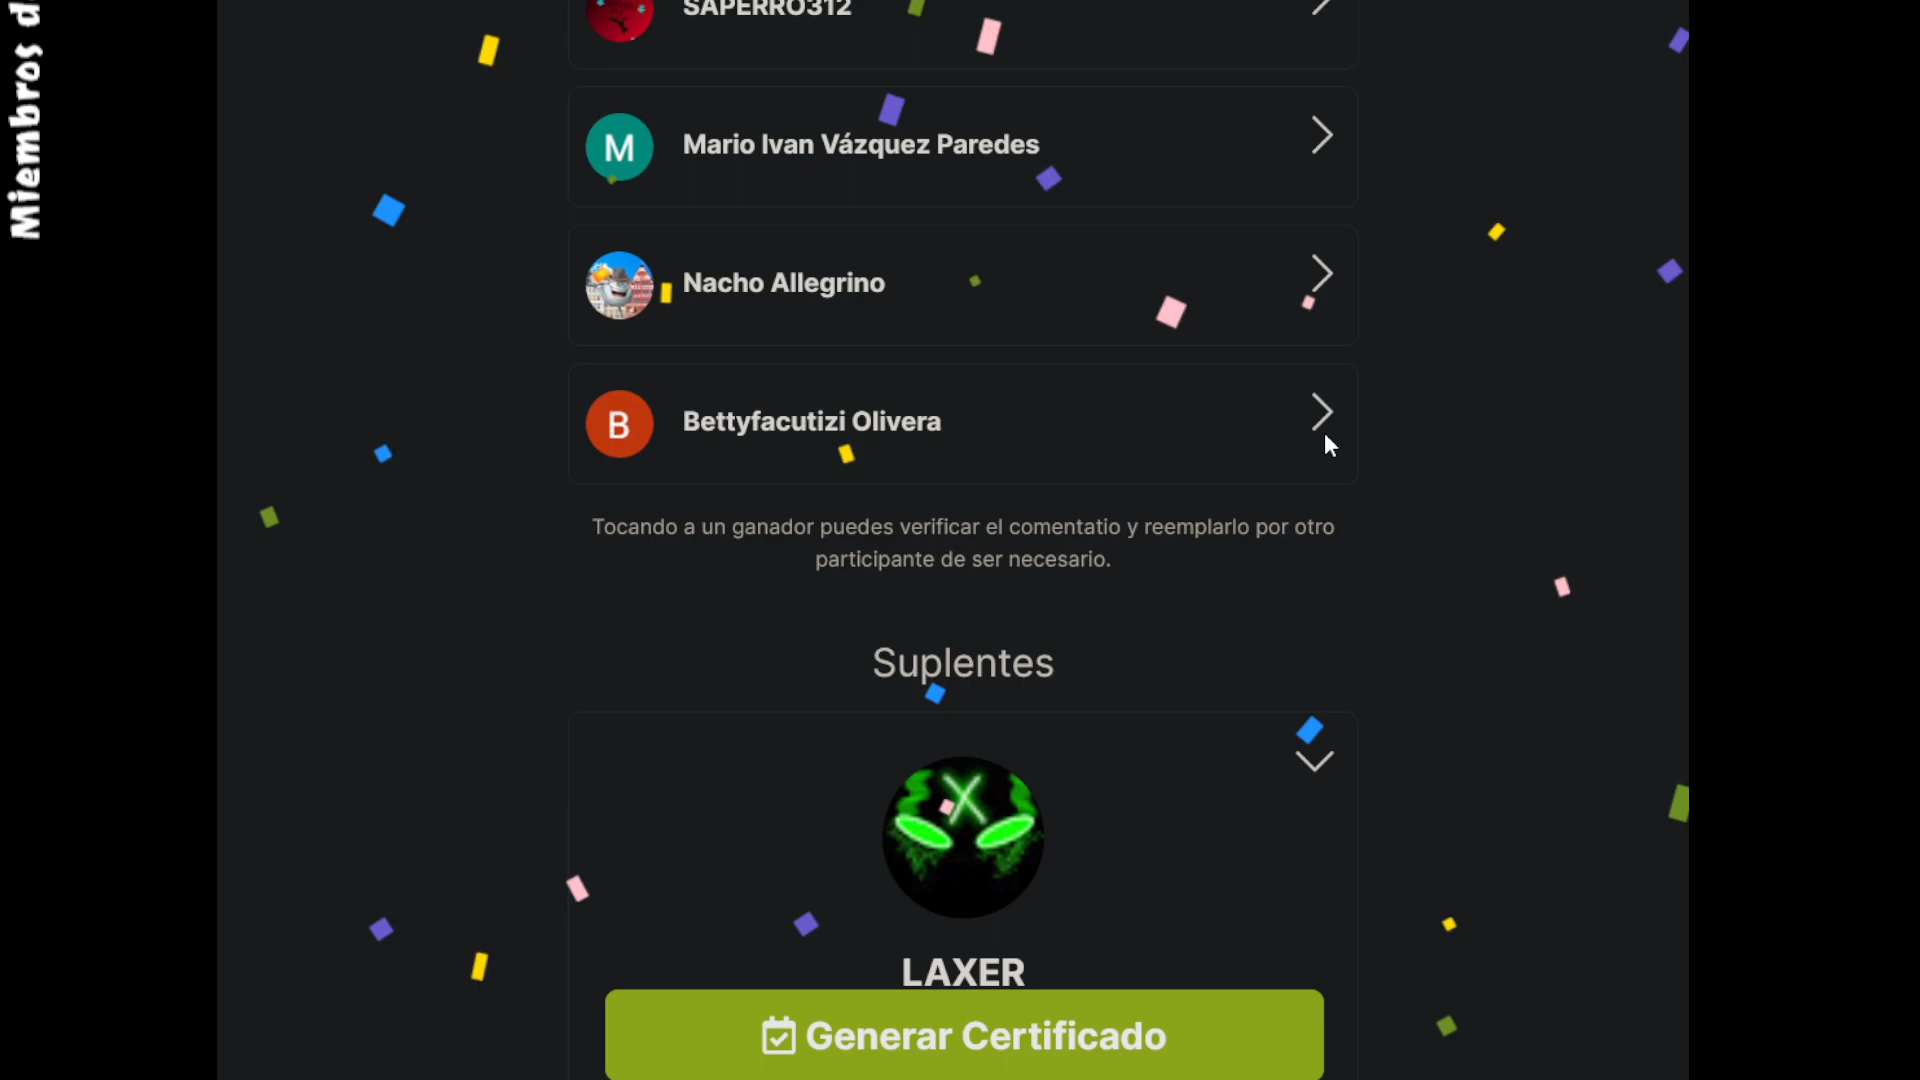 Miembros d
SAPERRO312
M
Mario Ivan Vázquez Paredes
Nacho Allegrino
B
Bettyfacutizi Olivera
Tocando a un ganador puedes verificar el comentatio y reemplarlo por otro
participante de ser necesario.
Suplentes
X
LAXER
Generar Certificado